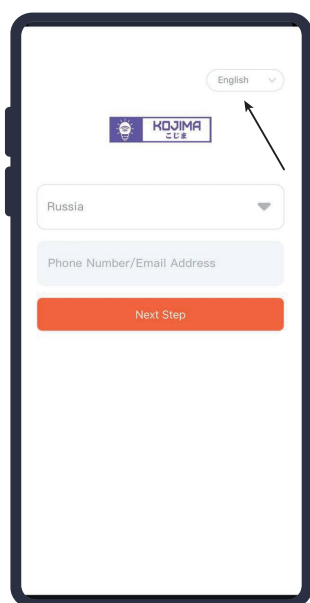 English
KOJIMA
こじま
Russia
Phone Number/Email Address
Next Step